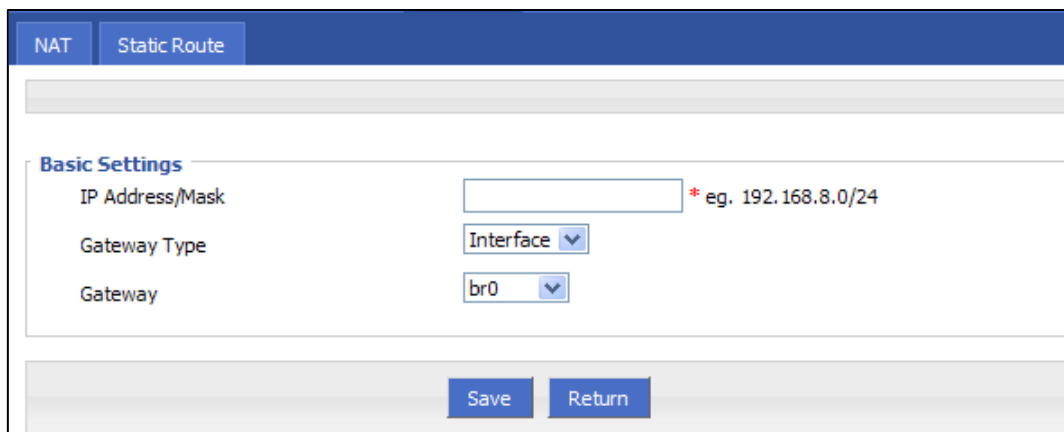 NAT Static Route
Basic Settings
IP Address/Mask * eg. 192.168.8.0/24
Gateway Type Interface
Gateway br0
Save Return